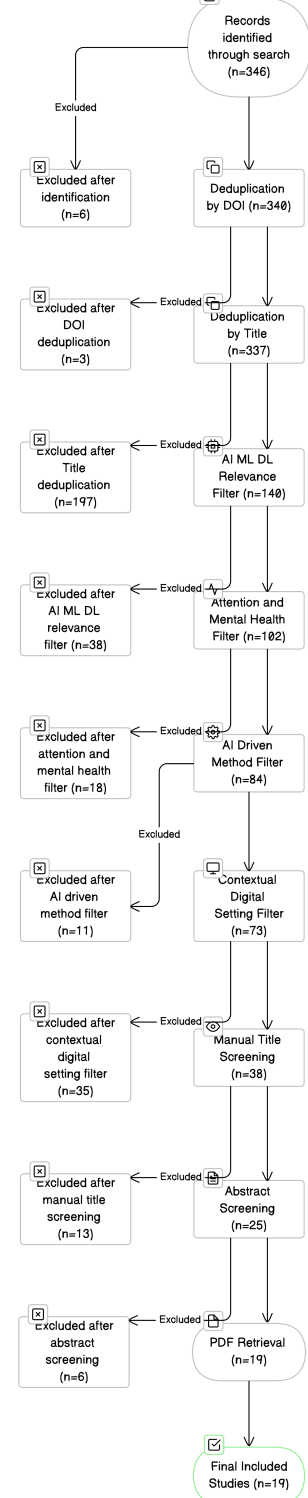 Records
identified
through search
(n=346)
Excluded
Excluded after
identification
(n=6)
Deduplication
by DOI (n=340)
Excluded
Excluded after
DOI
deduplication
(n=3)
Deduplication
by Title
(n=337)
Excluded
Excluded after
Title
deduplication
(n=197)
AI ML DL
Relevance
Filter (n=140)
Excluded
Excluded after
AI ML DL
relevance
filter (n=38)
Attention and
Mental Health
Filter (n=102)
Excluded
Excluded after
attention and
mental health
filter (n=18)
AI Driven
Method Filter
(n=84)
Excluded
Excluded after
AI driven
method filter
(n=11)
Contextual
Digital
Setting Filter
(n=73)
Excluded
Excluded after
contextual
digital
setting filter
(n=35)
Manual Title
Screening
(n=38)
Excluded
Excluded after
manual title
screening
(n=13)
Abstract
Screening
(n=25)
Excluded
Excluded after
abstract
screening
(n=6)
PDF Retrieval
(n=19)
Final Included
Studies (n=19)